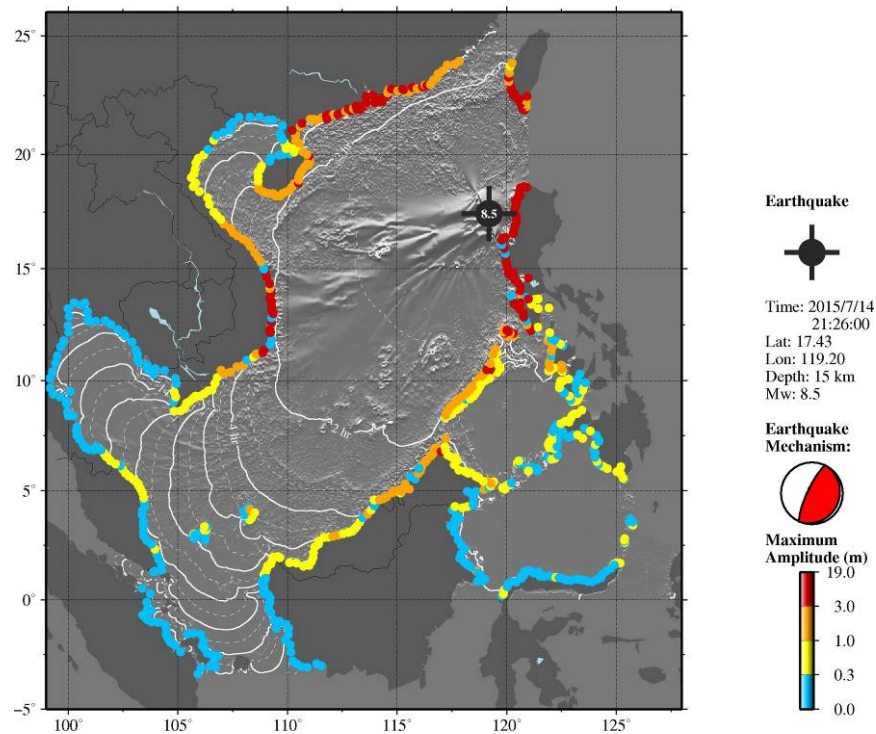 25°
20°
15°
10°
5°
0°
−5°
100°
105°
110°
115°
120°
125°
8.5
2 hr
Earthquake
Time: 2015/7/14
21:26:00
Lat: 17.43
Lon: 119.20
Depth: 15 km
Mw: 8.5
Earthquake
Mechanism:
Maximum
Amplitude (m)
19.0
3.0
1.0
0.3
0.0